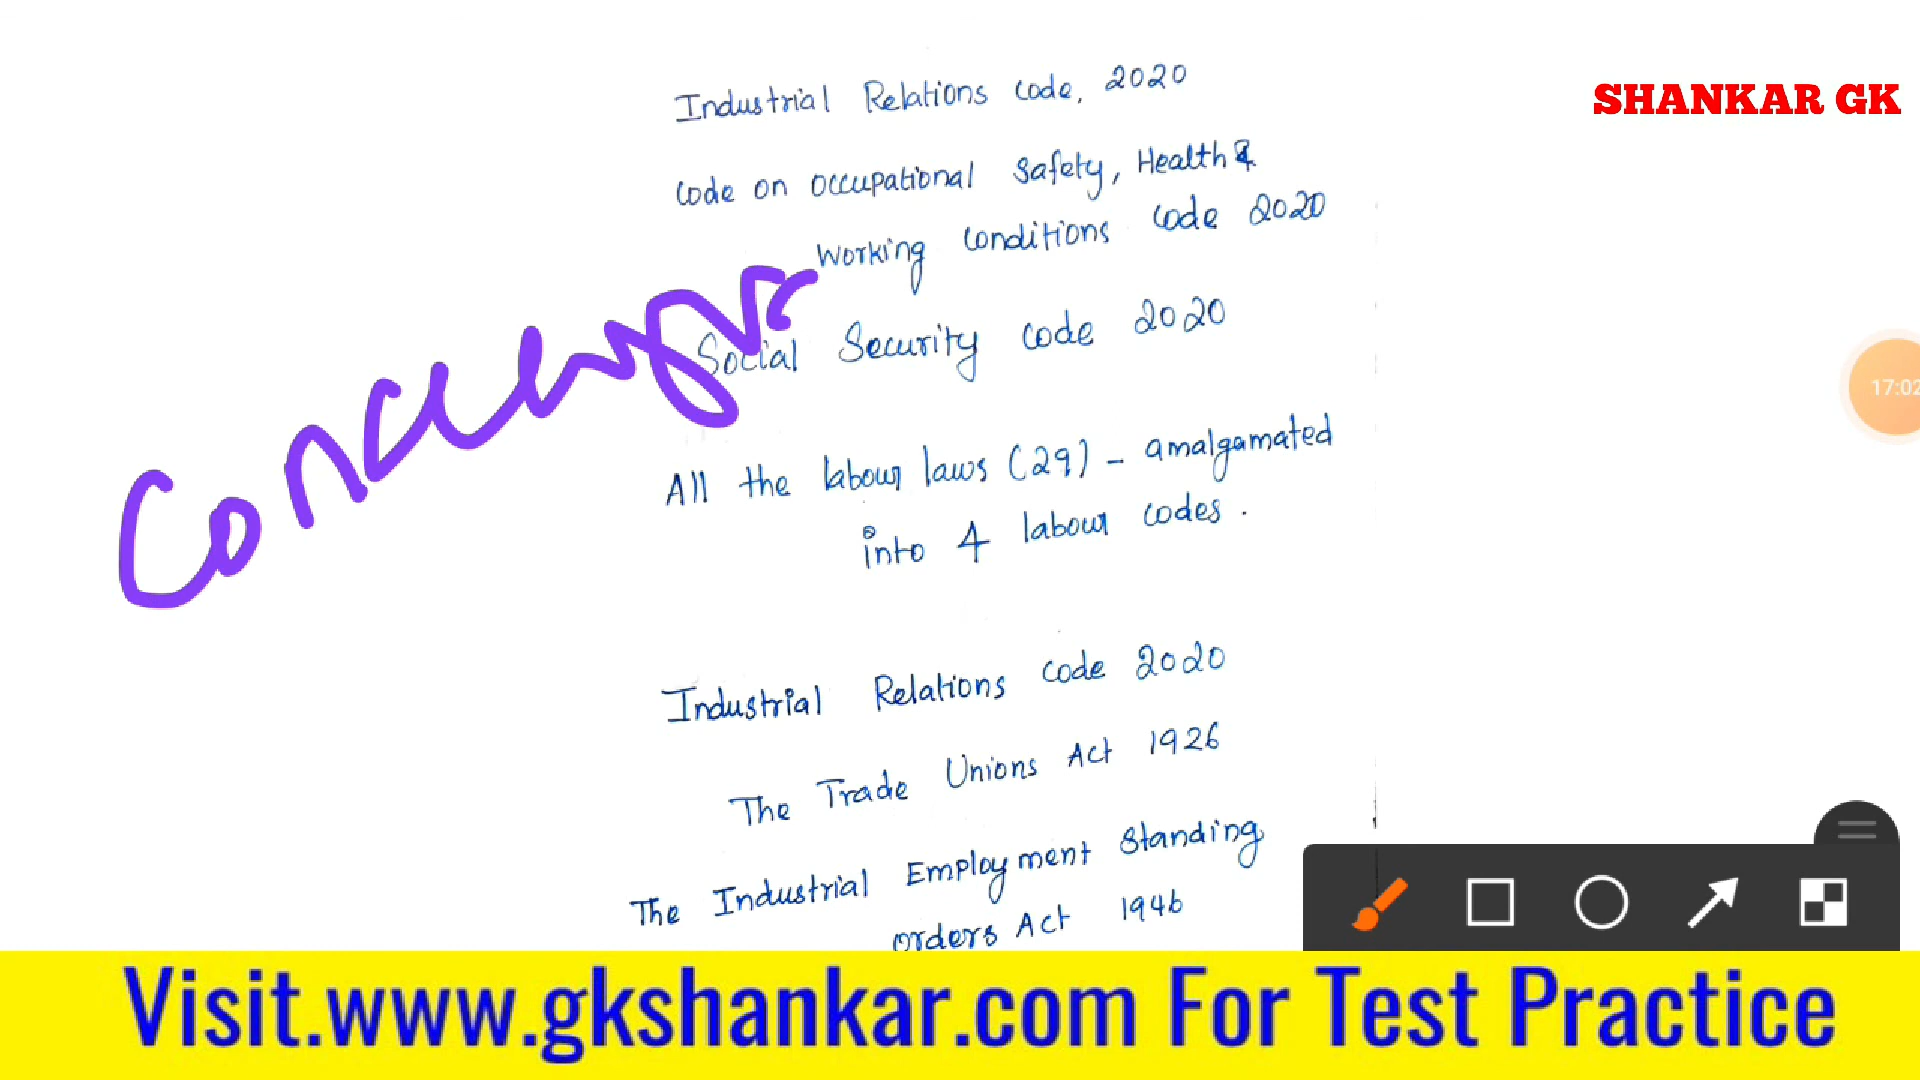 Industrial Relations Code, 2020
SHANKAR GK
Code on Occupational Safety, Health &
Working Conditions Code 2020
Social Security Code 2020
17:02
All the labour laws (29) - amalgamated
into 4 labour codes.
Industrial Relations Code 2020
The Trade Unions Act 1926
The Industrial Employment Standing
Orders Act 1946
Visit.www.gkshankar.com For Test Practice